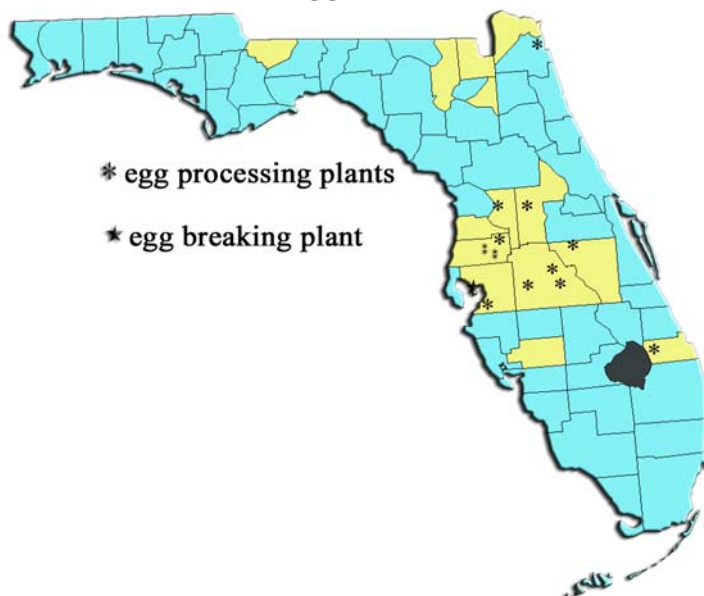 * egg processing plants
★ egg breaking plant